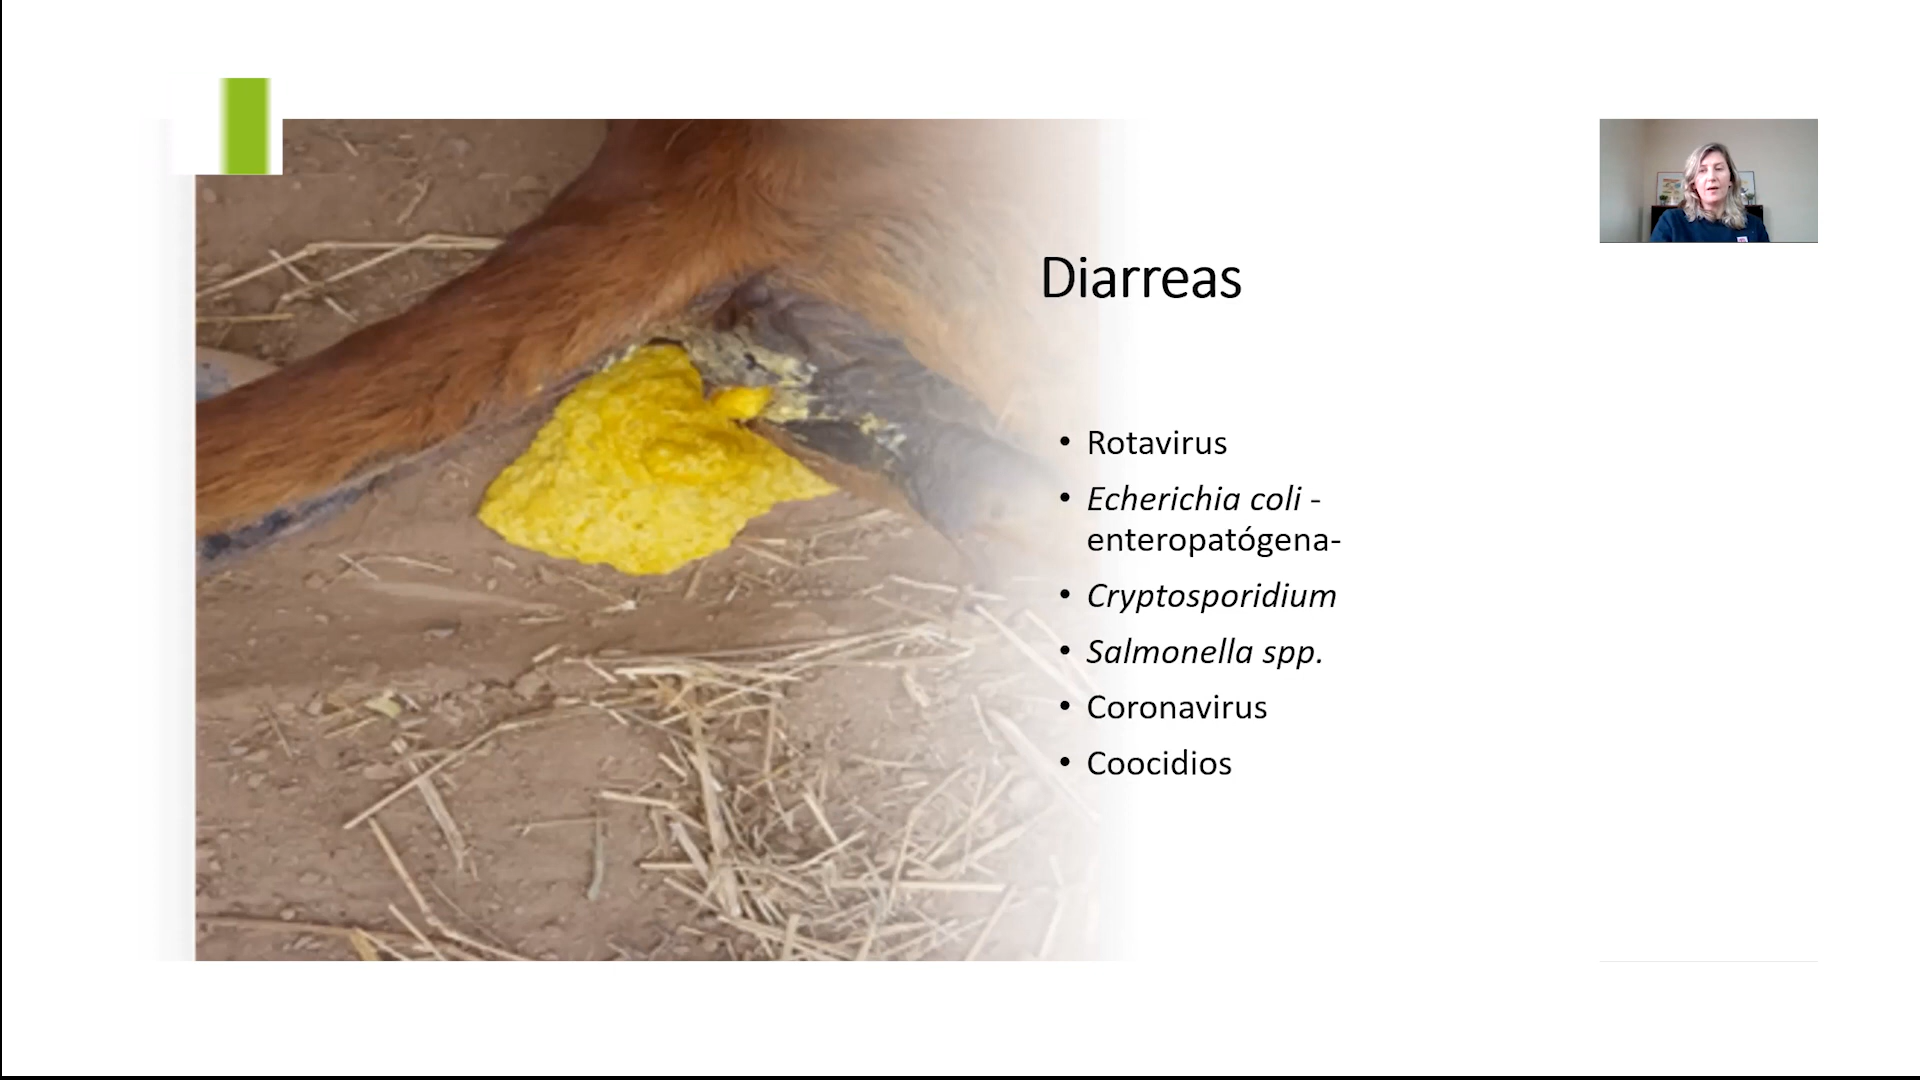 Diarreas
• Rotavirus
• Echerichia coli -
enteropatógena-
• Cryptosporidium
• Salmonella spp.
• Coronavirus
• Coocidios